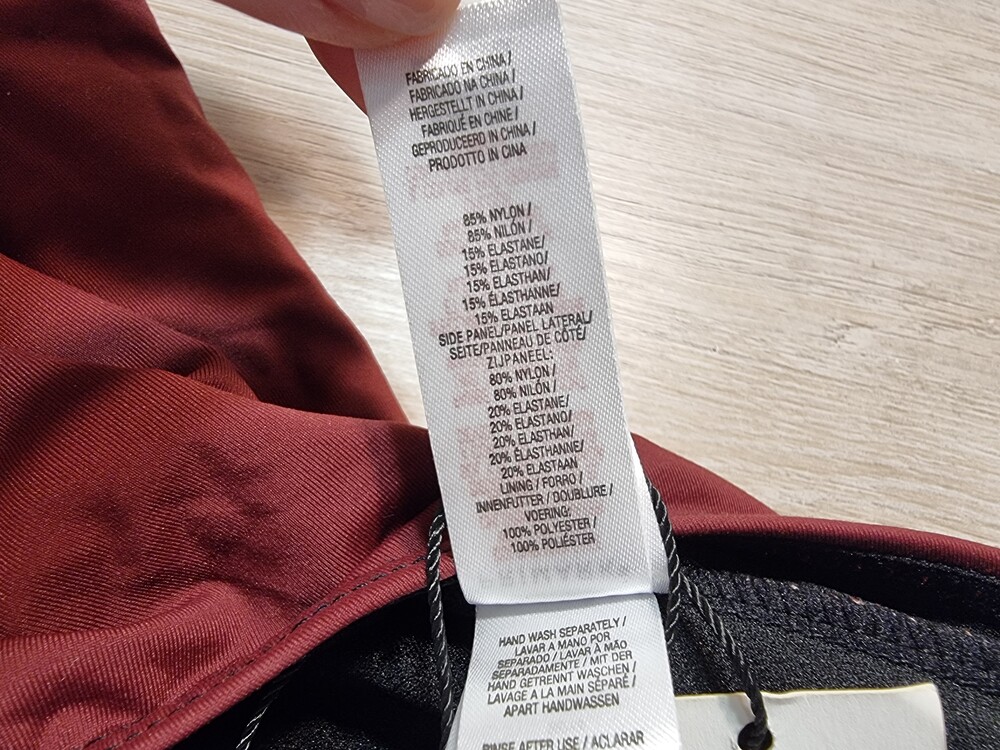 FABRICADO EN CHINA /
FABRICADO NA CHINA /
HERGESTELLT IN CHINA /
FABRIQUÉ EN CHINE /
GEPRODUCEERD IN CHINA /
PRODOTTO IN CINA
85% NYLON /
85% NILÓN /
15% ELASTANE/
15% ELASTANO/
15% ELASTHAN/
15% ÉLASTHANNE/
15% ELASTAAN
SIDE PANEL/PANEL LATERAL/
SEITE/PANNEAU DE CÔTÉ/
ZIJPANEEL:
80% NYLON /
80% NILÓN /
20% ELASTANE/
20% ELASTANO/
20% ELASTHAN/
20% ÉLASTHANNE/
20% ELASTAAN
LINING / FORRO /
INNENFUTTER / DOUBLURE /
VOERING:
100% POLYESTER /
100% POLIÉSTER
HAND WASH SEPARATELY /
LAVAR A MANO POR
SEPARADO / LAVAR À MÃO
SEPARADAMENTE / MIT DER
HAND GETRENNT WASCHEN /
LAVAGE A LA MAIN SÉPARÉ /
APART HANDWASSEN
RINSE AFTER USE / ACLARAR